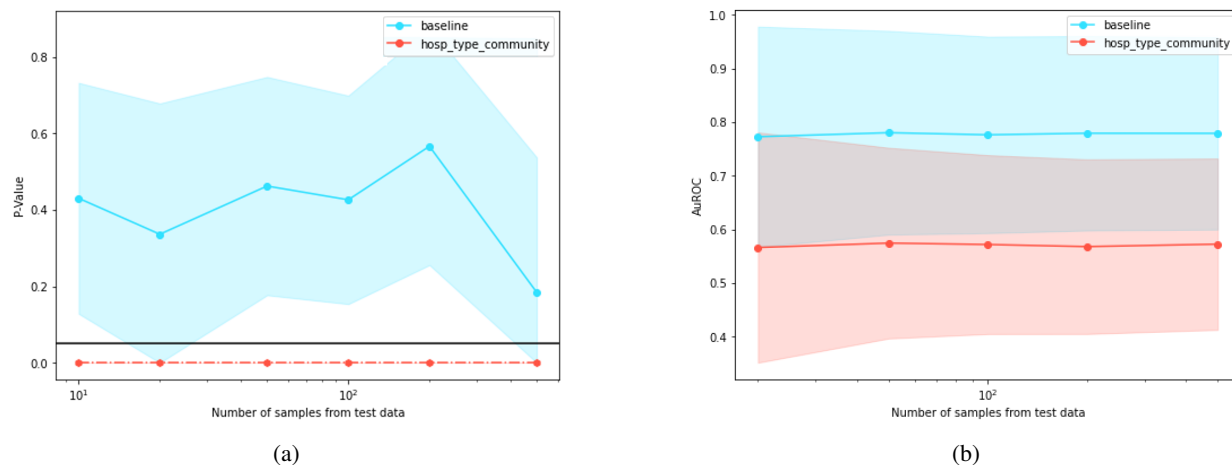 baseline
hosp_type_community
0.8
0.6
0.4
0.2
0.0
P-Value
10¹
10²
Number of samples from test data
(a)
baseline
hosp_type_community
1.0
0.9
0.8
0.7
0.6
0.5
0.4
AuROC
10²
Number of samples from test data
(b)